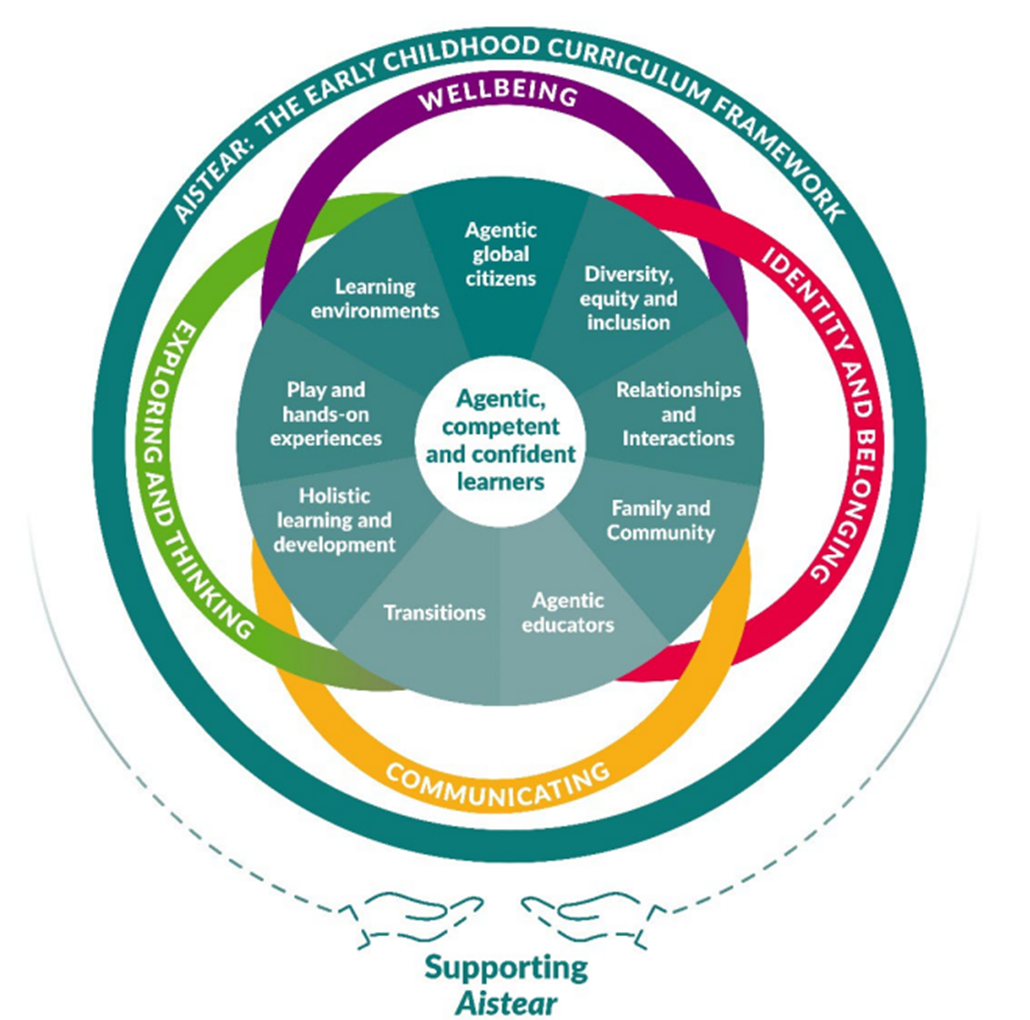 AISTEAR: THE EARLY CHILDHOOD CURRICULUM FRAMEWORK
WELLBEING
IDENTITY AND BELONGING
COMMUNICATING
EXPLORING AND THINKING
Agentic
global
citizens
Diversity,
equity and
inclusion
Relationships
and
Interactions
Family and
Community
Agentic
educators
Transitions
Holistic
learning and
development
Play and
hands-on
experiences
Learning
environments
Agentic,
competent
and confident
learners
Supporting
Aistear